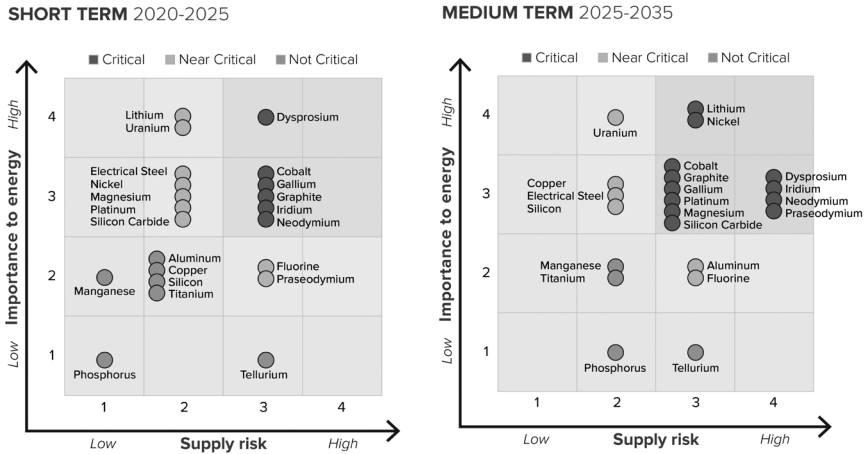 SHORT TERM 2020-2025
Critical Near Critical Not Critical
High
Importance to energy
Low
4
3
2
1
Lithium
Uranium
Dysprosium
Electrical Steel
Nickel
Magnesium
Platinum
Silicon Carbide
Cobalt
Gallium
Graphite
Iridium
Neodymium
Manganese
Aluminum
Copper
Silicon
Titanium
Fluorine
Praseodymium
Phosphorus
Tellurium
1 2 3 4
Low Supply risk High
MEDIUM TERM 2025-2035
Critical Near Critical Not Critical
High
Importance to energy
Low
4
3
2
1
Uranium
Lithium
Nickel
Copper
Electrical Steel
Silicon
Cobalt
Graphite
Gallium
Platinum
Magnesium
Silicon Carbide
Dysprosium
Iridium
Neodymium
Praseodymium
Manganese
Titanium
Aluminum
Fluorine
Phosphorus
Tellurium
1 2 3 4
Low Supply risk High